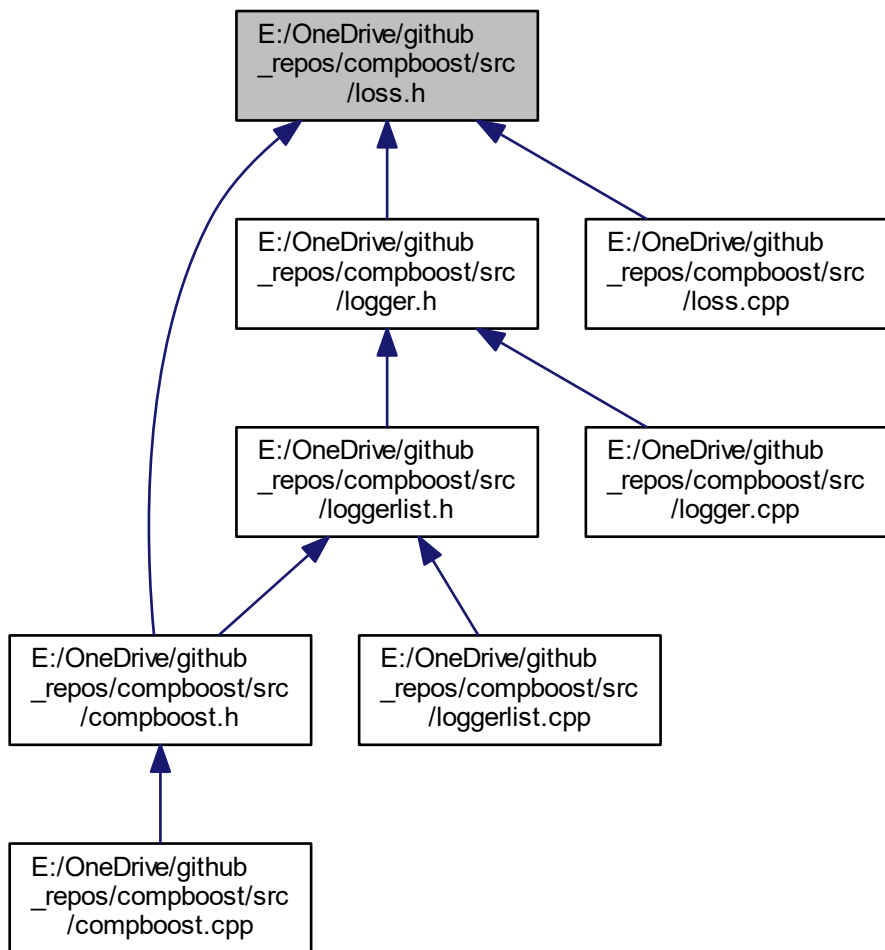 E:/OneDrive/github
_repos/compboost/src
/loss.h
E:/OneDrive/github
_repos/compboost/src
/logger.h
E:/OneDrive/github
_repos/compboost/src
/loss.cpp
E:/OneDrive/github
_repos/compboost/src
/loggerlist.h
E:/OneDrive/github
_repos/compboost/src
/logger.cpp
E:/OneDrive/github
_repos/compboost/src
/compboost.h
E:/OneDrive/github
_repos/compboost/src
/loggerlist.cpp
E:/OneDrive/github
_repos/compboost/src
/compboost.cpp